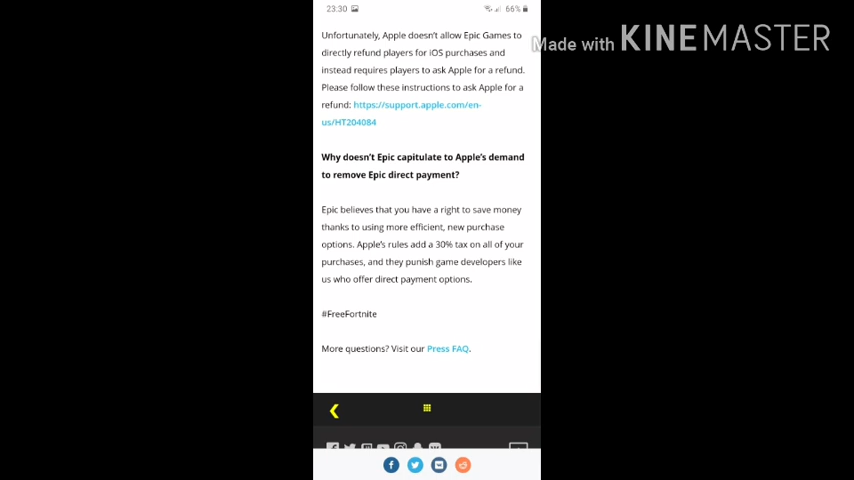 23:30
66%
Made with KINEMASTER
Unfortunately, Apple doesn't allow Epic Games to
directly refund players for iOS purchases and
instead requires players to ask Apple for a refund.
Please follow these instructions to ask Apple for a
refund: https://support.apple.com/en-
us/HT204084
Why doesn't Epic capitulate to Apple's demand
to remove Epic direct payment?
Epic believes that you have a right to save money
thanks to using more efficient, new purchase
options. Apple's rules add a 30% tax on all of your
purchases, and they punish game developers like
us who offer direct payment options.
#FreeFortnite
More questions? Visit our Press FAQ.